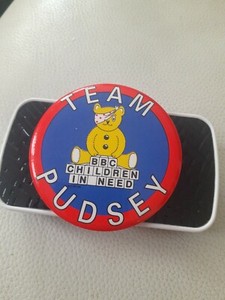 TEAM
BBC
CHILDREN
IN NEED
PUDSEY